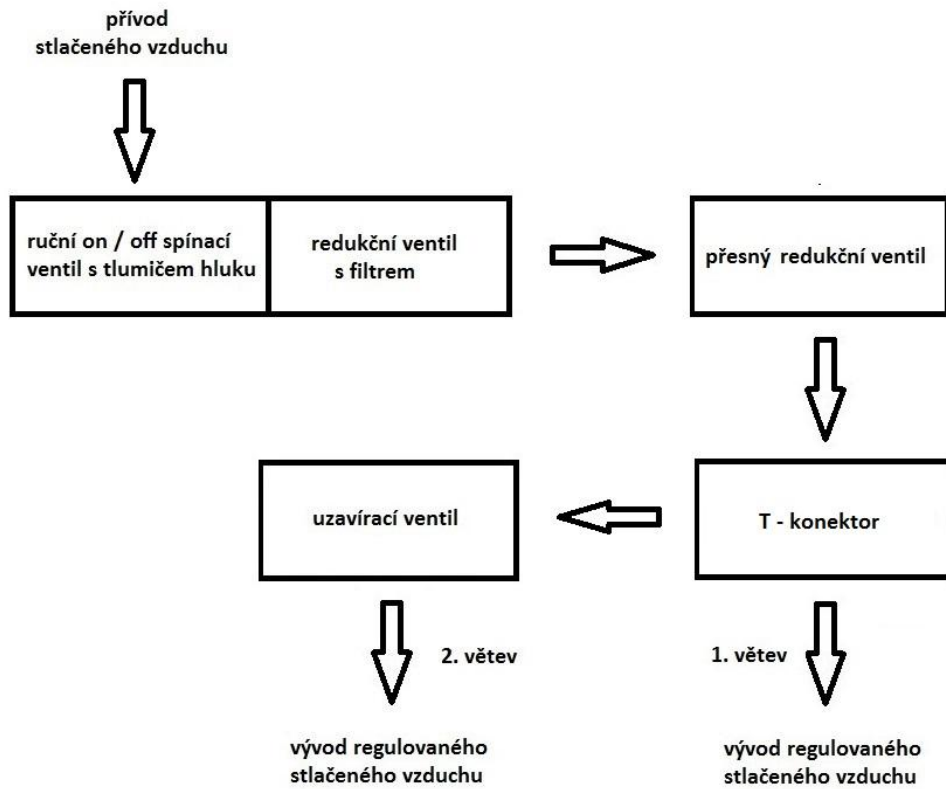 přívod
stlačeného vzduchu
ruční on / off spínací
ventil s tlumičem hluku
redukční ventil
s filtrem
přesný redukční ventil
uzavírací ventil
T - konektor
2. větev
1. větev
vývod regulovaného
stlačeného vzduchu
vývod regulovaného
stlačeného vzduchu